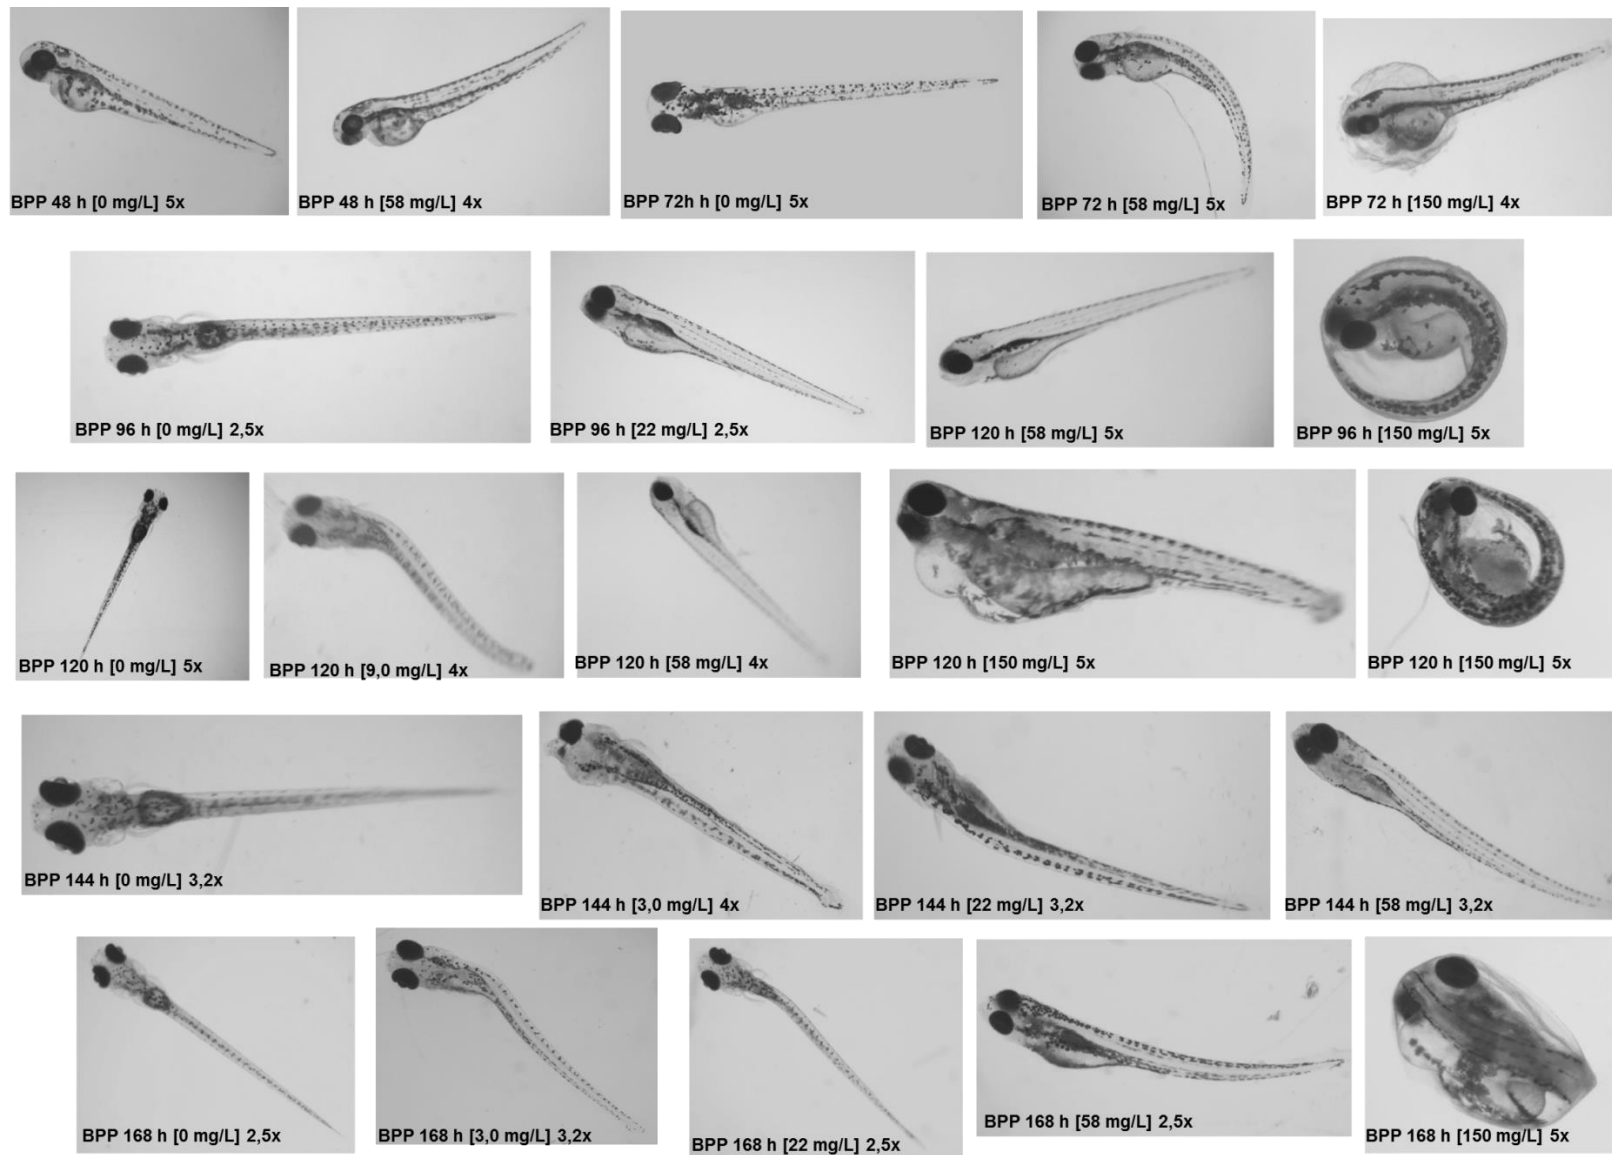 BPP 48 h [0 mg/L] 5x
BPP 48 h [58 mg/L] 4x
BPP 72h h [0 mg/L] 5x
BPP 72 h [58 mg/L] 5x
BPP 72 h [150 mg/L] 4x
BPP 96 h [0 mg/L] 2,5x
BPP 96 h [22 mg/L] 2,5x
BPP 120 h [58 mg/L] 5x
BPP 96 h [150 mg/L] 5x
BPP 120 h [0 mg/L] 5x
BPP 120 h [9,0 mg/L] 4x
BPP 120 h [58 mg/L] 4x
BPP 120 h [150 mg/L] 5x
BPP 120 h [150 mg/L] 5x
BPP 144 h [0 mg/L] 3,2x
BPP 144 h [3,0 mg/L] 4x
BPP 144 h [22 mg/L] 3,2x
BPP 144 h [58 mg/L] 3,2x
BPP 168 h [0 mg/L] 2,5x
BPP 168 h [3,0 mg/L] 3,2x
BPP 168 h [22 mg/L] 2,5x
BPP 168 h [58 mg/L] 2,5x
BPP 168 h [150 mg/L] 5x